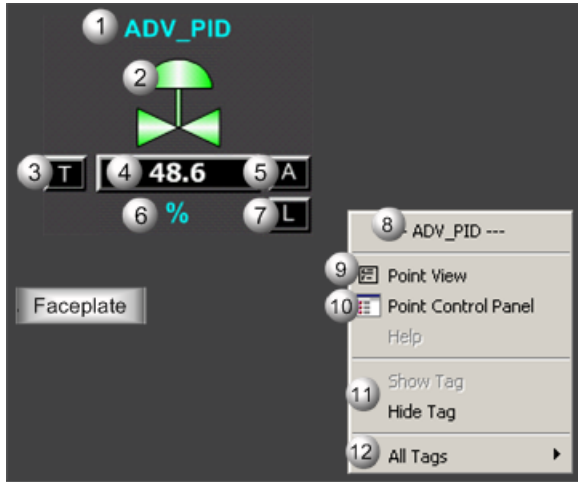 1 ADV_PID
2
3 T 4 48.6 5 A
6 % 7 L
8 - ADV_PID ---
9 Point View
10 Point Control Panel
Help
11 Show Tag
Hide Tag
12 All Tags
Faceplate